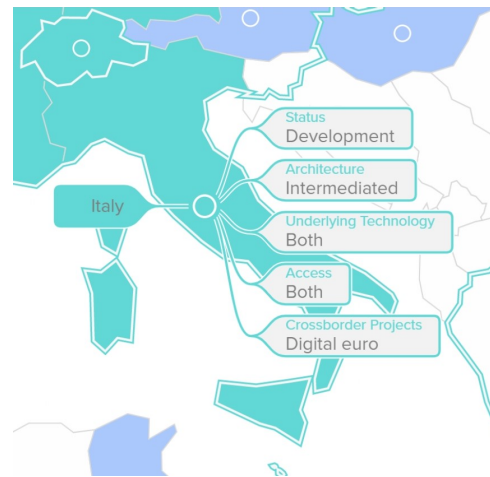 Status
Development
Architecture
Intermediated
Italy
Underlying Technology
Both
Access
Both
Crossborder Projects
Digital euro